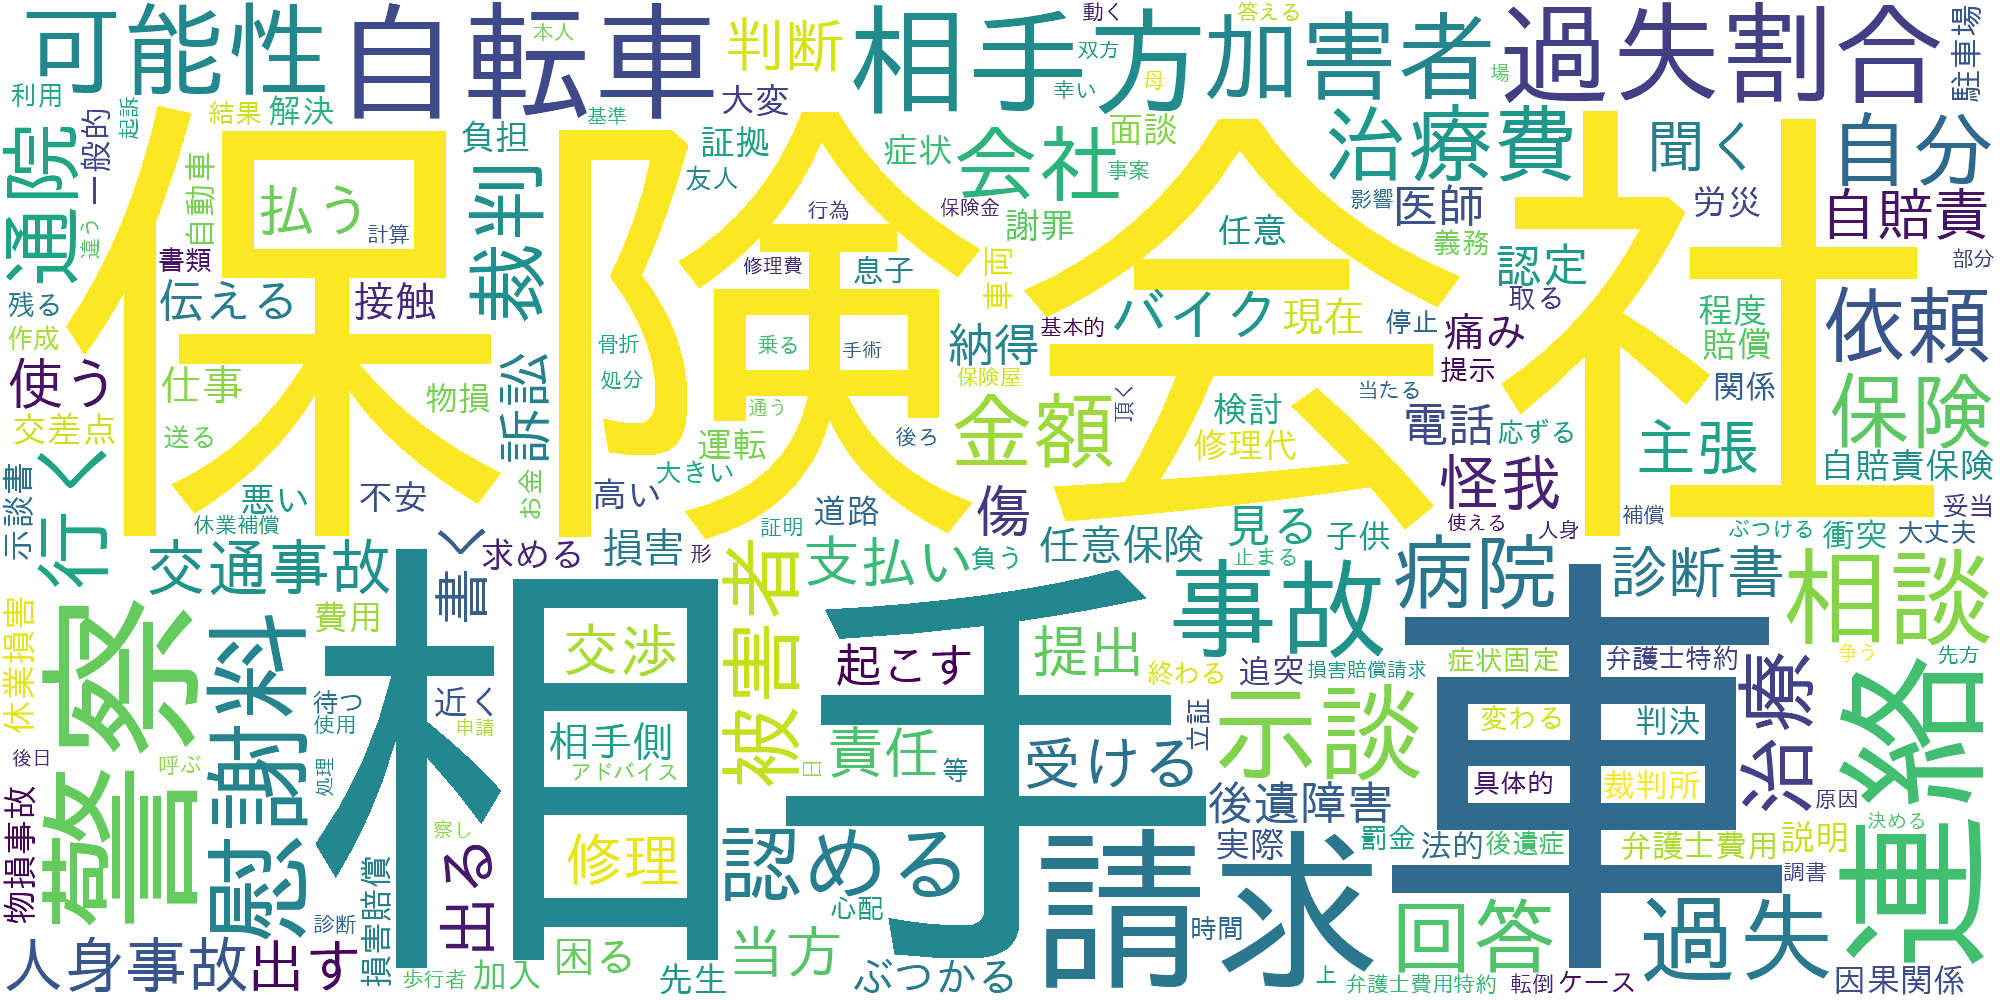 可能性
自転車
判断
本人
相手方
動く
双方
幸い
答える
加害者
過失割合
場
駐車場
利用
起訴
結果
解決
大変
負担
基準
証拠
友人
症状
会社
面談
母
事案
治療費
聞く
自分
通院
一般的
自動車
違う
払う
計算
書類
裁判
保険会社
行為
保険金
謝罪
修理費
息子
車両
任意
影響
医師
義務
労災
認定
自賠責
部分
残る
作成
伝える
接触
骨折
処分
乗る
手術
通う
後ろ
納得
基本的
保険屋
バイク
現在
停止
当たる
頂く
取る
痛み
提示
程度
賠償
関係
依頼
使う
仕事
物損
訴訟
交差点
送る
運転
大きい
金額
検討
修理代
電話
応ずる
主張
保険
自賠責保険
示談書
行く
悪い
休業補償
不安
お金
高い
証明
道路
傷
怪我
使える
人身
補償
ぶつける
衝突
妥当
大丈夫
交通事故
書く
求める
損害
形
被害者
支払い
負う
任意保険
見る
止まる
子供
事故
病院
診断書
相談
休業損害
警察
慰謝料
費用
待つ
使用
近く
申請
相手
車
交渉
相手側
アドバイス
日
起こす
責任
等
提出
受ける
終わる
立証
追突
損害賠償請求
示談
症状固定
弁護士特約
争う
先方
変わる
判決
治療
連絡
後日
呼ぶ
処理
物損事故
察し
出る
修理
認める
心配
請求
後遺障害
実際
具体的
裁判所
原因
決める
罰金
法的
後遺症
弁護士費用
説明
調書
損害賠償
診断
人身事故
出す
歩行者
加入
困る
先生
当方
ぶつかる
時間
上
回答
弁護士費用特約
転倒
ケース
過失
因果関係